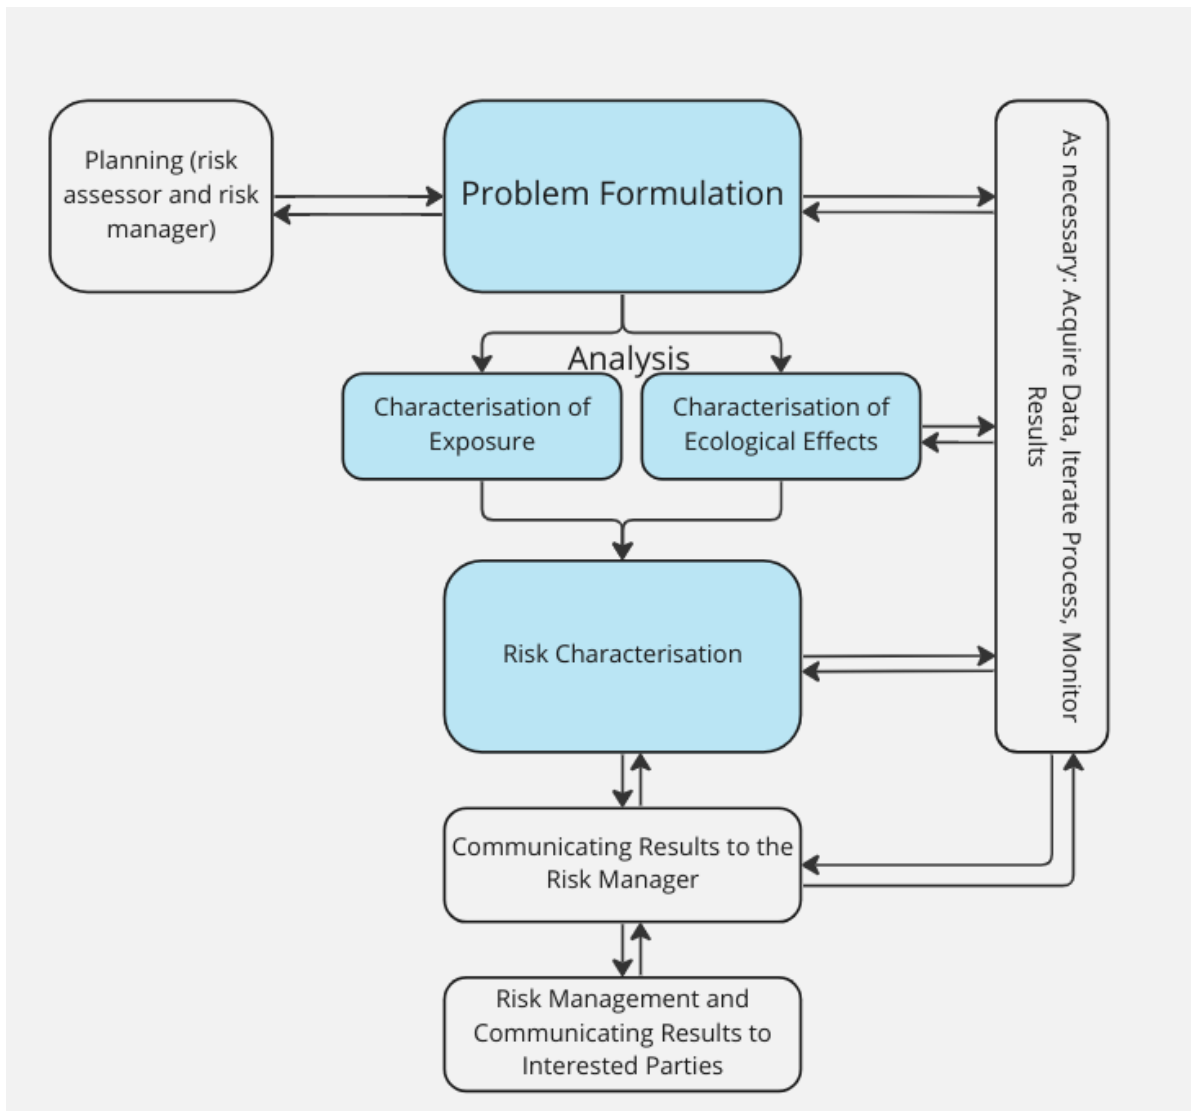 Planning (risk
assessor and risk
manager)
Problem Formulation
As necessary: Acquire Data, Iterate Process, Monitor
Results
Analysis
Characterisation of
Exposure
Characterisation of
Ecological Effects
Risk Characterisation
Communicating Results to the
Risk Manager
Risk Management and
Communicating Results to
Interested Parties